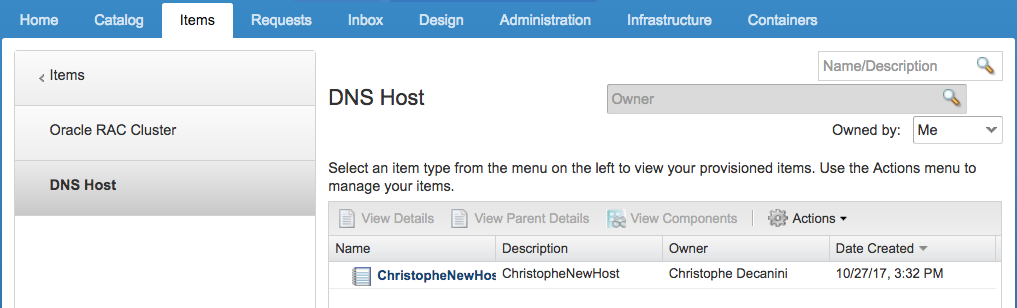 Home Catalog Items Requests Inbox Design Administration Infrastructure Containers
Items
Oracle RAC Cluster
DNS Host
Name/Description
DNS Host
Owner
Owned by: Me
Select an item type from the menu on the left to view your provisioned items. Use the Actions menu to
manage your items.
View Details View Parent Details View Components Actions
Name Description Owner Date Created
ChristopheNewHos ChristopheNewHost Christophe Decanini 10/27/17, 3:32 PM